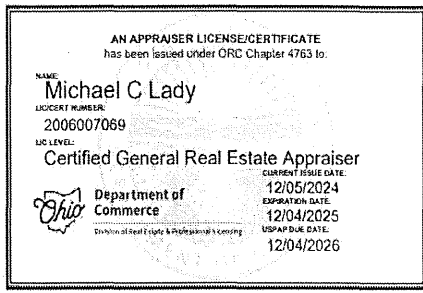 AN APPRAISER LICENSE/CERTIFICATE
has been issued under ORC Chapter 4763 to:
NAME:
Michael C Lady
LIC/CERT NUMBER:
2006007069
LIC LEVEL:
Certified General Real Estate Appraiser
CURRENT ISSUE DATE:
12/05/2024
EXPIRATION DATE:
12/04/2025
USPAP DUE DATE:
12/04/2026
Ohio
Department of
Commerce
Division of Real Estate & Professional Licensing